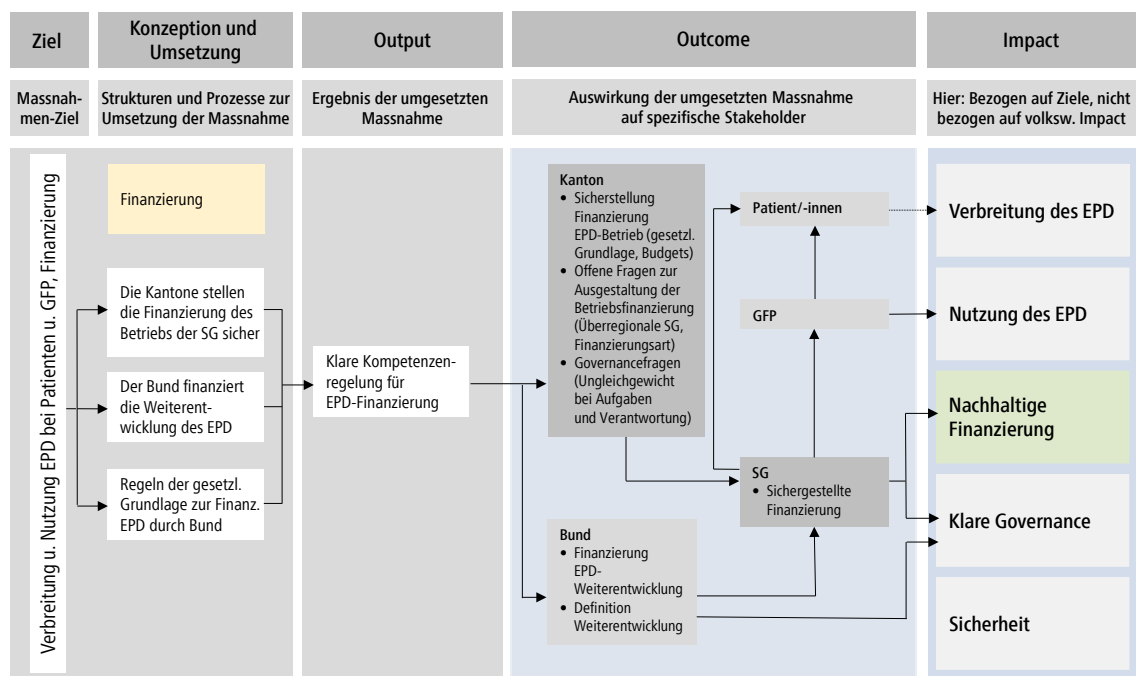 Ziel
Konzeption und
Umsetzung
Output
Outcome
Impact
Massnah-
men-Ziel
Strukturen und Prozesse zur
Umsetzung der Massnahme
Ergebnis der umgesetzten
Massnahme
Auswirkung der umgesetzten Massnahme
auf spezifische Stakeholder
Hier: Bezogen auf Ziele, nicht
bezogen auf volksw. Impact
Verbreitung u. Nutzung EPD bei Patienten u. GFP, Finanzierung
Finanzierung
Die Kantone stellen
die Finanzierung des
Betriebs der SG sicher
Der Bund finanziert
die Weiterent-
wicklung des EPD
Regeln der gesetzl.
Grundlage zur Finanz.
EPD durch Bund
Klare Kompetenzen-
regelung für
EPD-Finanzierung
Kanton
• Sicherstellung
Finanzierung
EPD-Betrieb (gesetzl.
Grundlage, Budgets)
• Offene Fragen zur
Ausgestaltung der
Betriebsfinanzierung
(Überregionale SG,
Finanzierungsart)
• Governancefragen
(Ungleichgewicht
bei Aufgaben
und Verantwortung)
Bund
• Finanzierung
EPD-
Weiterentwicklung
• Definition
Weiterentwicklung
Patient/-innen
GFP
SG
• Sichergestellte
Finanzierung
Verbreitung des EPD
Nutzung des EPD
Nachhaltige
Finanzierung
Klare Governance
Sicherheit